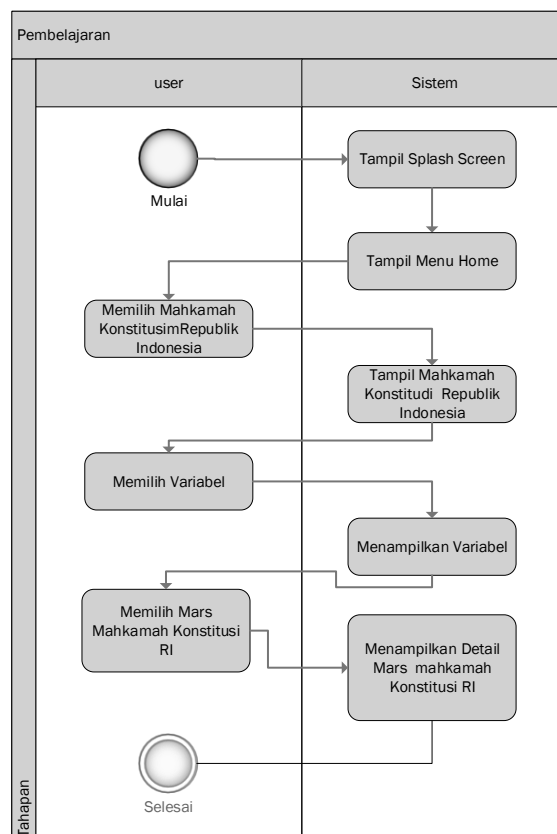 Pembelajaran
user
Sistem
Mulai
Tampil Splash Screen
Tampil Menu Home
Memilih Mahkamah
KonstitusimRepublik
Indonesia
Tampil Mahkamah
Konstitudi Republik
Indonesia
Memilih Variabel
Menampilkan Variabel
Memilih Mars
Mahkamah Konstitusi
RI
Menampilkan Detail
Mars mahkamah
Konstitusi RI
Selesai
Tahapan